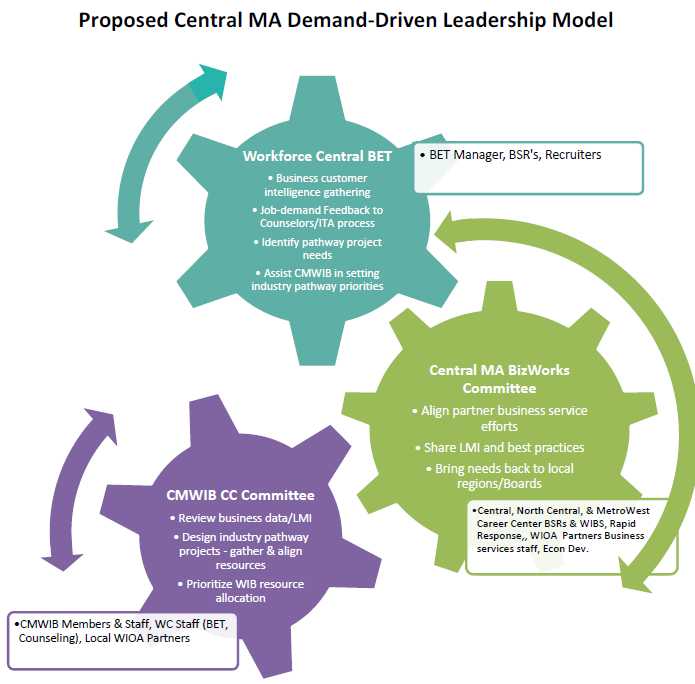 Proposed Central MA Demand-Driven Leadership Model
Workforce Central BET
• Business customer
intelligence gathering
• Job-demand Feedback to
Counselors/ITA process
• Identify pathway project
needs
• Assist CMWIB in setting
industry pathway priorities
• BET Manager, BSR's, Recruiters
Central MA BizWorks
Committee
• Align partner business service
efforts
• Share LMI and best practices
• Bring needs back to local
regions/Boards
•Central, North Central, & MetroWest
Career Center BSRs & WIBS, Rapid
Response,, WIOA Partners Business
services staff, Econ Dev.
CMWIB CC Committee
• Review business data/LMI
• Design industry pathway
projects - gather & align
resources
• Prioritize WIB resource
allocation
•CMWIB Members & Staff, WC Staff (BET,
Counseling), Local WIOA Partners